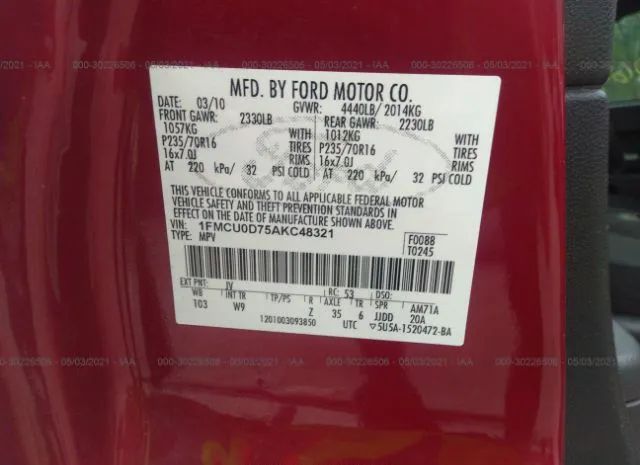 000-30226506 - 05/03/2021 - IAA
MFD. BY FORD MOTOR CO.
DATE: 03/10 GVWR: 4440LB/ 2014KG
FRONT GAWR: 2330LB REAR GAWR: 2230LB
1057KG WITH 1012KG WITH
P235/70R16 TIRES P235/70R16 TIRES
16x7.0J RIMS 16x7.0J RIMS
AT 220 kPa/ 32 PSI COLD AT 220 kPa/ 32 PSI COLD
THIS VEHICLE CONFORMS TO ALL APPLICABLE FEDERAL MOTOR
VEHICLE SAFETY AND THEFT PREVENTION STANDARDS IN
EFFECT ON THE DATE OF MANUFACTURE SHOWN ABOVE.
VIN: 1FMCU0D75AKC48321 F0088
TYPE: MPV T0245
EXT PNT: JV RC: 53 DSO:
WB INT TR TP/PS R AXLE TR AM71A
103 W9 Z 35 6 JJDD 20A
1201003093850 UTC ▽5U5A-1520472-BA